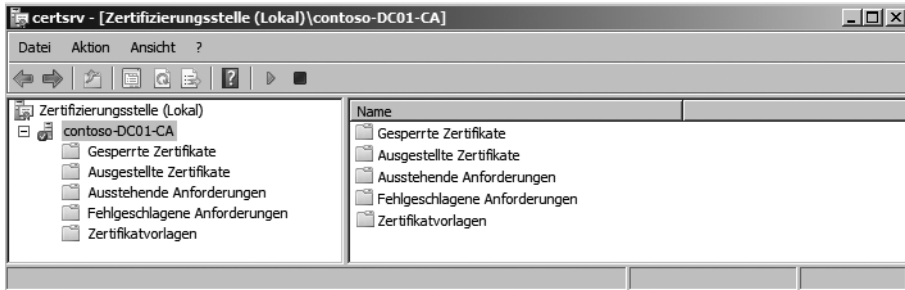 certsrv - [Zertifizierungsstelle (Lokal)\contoso-DC01-CA]
Datei Aktion Ansicht ?
Zertifizierungsstelle (Lokal)
contoso-DC01-CA
Gesperrte Zertifikate
Ausgestellte Zertifikate
Ausstehende Anforderungen
Fehlgeschlagene Anforderungen
Zertifikatvorlagen
Name
Gesperrte Zertifikate
Ausgestellte Zertifikate
Ausstehende Anforderungen
Fehlgeschlagene Anforderungen
Zertifikatvorlagen